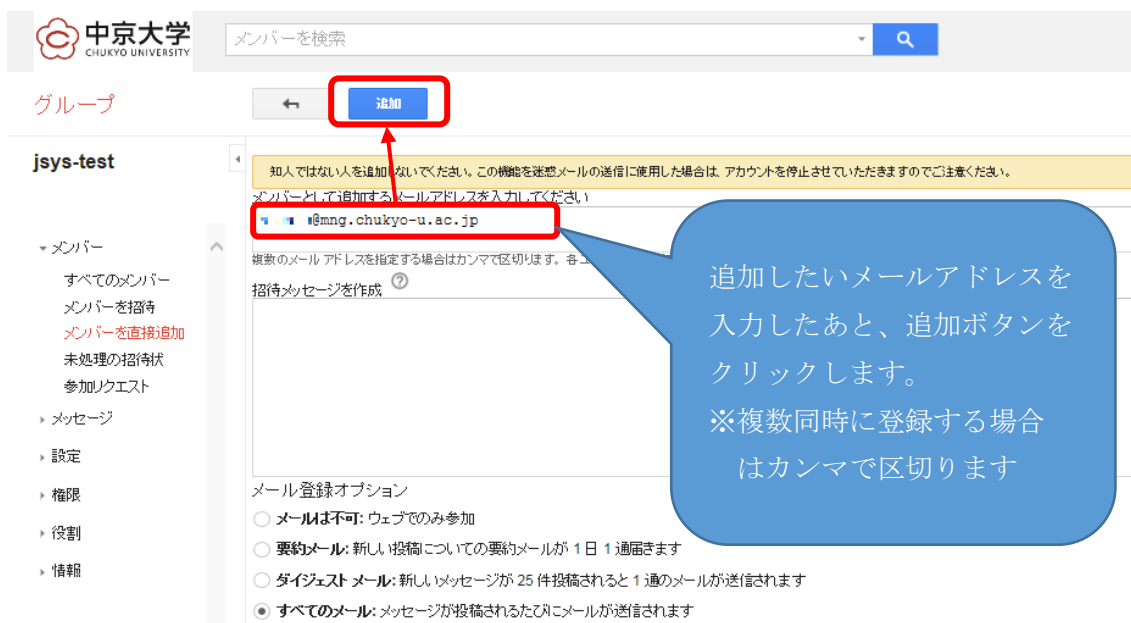 中京大学
CHUKYO UNIVERSITY
メンバーを検索
グループ
追加
jsys-test
知人ではない人を追加しないでください。この機能を迷惑メールの送信に使用した場合は、アカウントを停止させていただきますのでご注意ください。
メンバーとして追加するメールアドレスを入力してください
@mng.chukyo-u.ac.jp
複数のメール アドレスを指定する場合はカンマで区切ります。各
招待メッセージを作成
メンバー
すべてのメンバー
メンバーを招待
メンバーを直接追加
未処理の招待状
参加リクエスト
メッセージ
設定
権限
役割
情報
追加したいメールアドレスを
入力したあと、追加ボタンを
クリックします。
※複数同時に登録する場合
はカンマで区切ります
メール登録オプション
メールは不可: ウェブでのみ参加
要約メール: 新しい投稿についての要約メールが 1 日 1 通届きます
ダイジェスト メール: 新しいメッセージが 25 件投稿されると 1 通のメールが送信されます
すべてのメール: メッセージが投稿されるたびにメールが送信されます